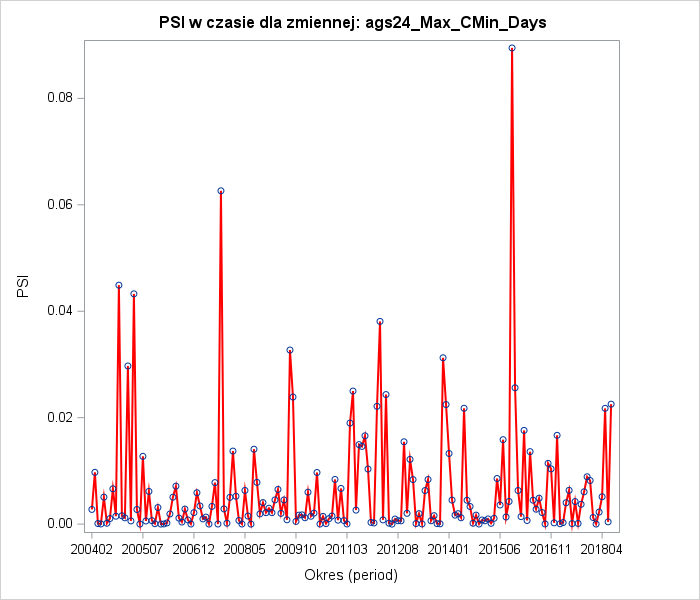 PSI w czasie dla zmiennej: ags24_Max_CMin_Days
0.08
0.06
0.04
0.02
0.00
PSI
200402 200507 200612 200805 200910 201103 201208 201401 201506 201611 201804
Okres (period)